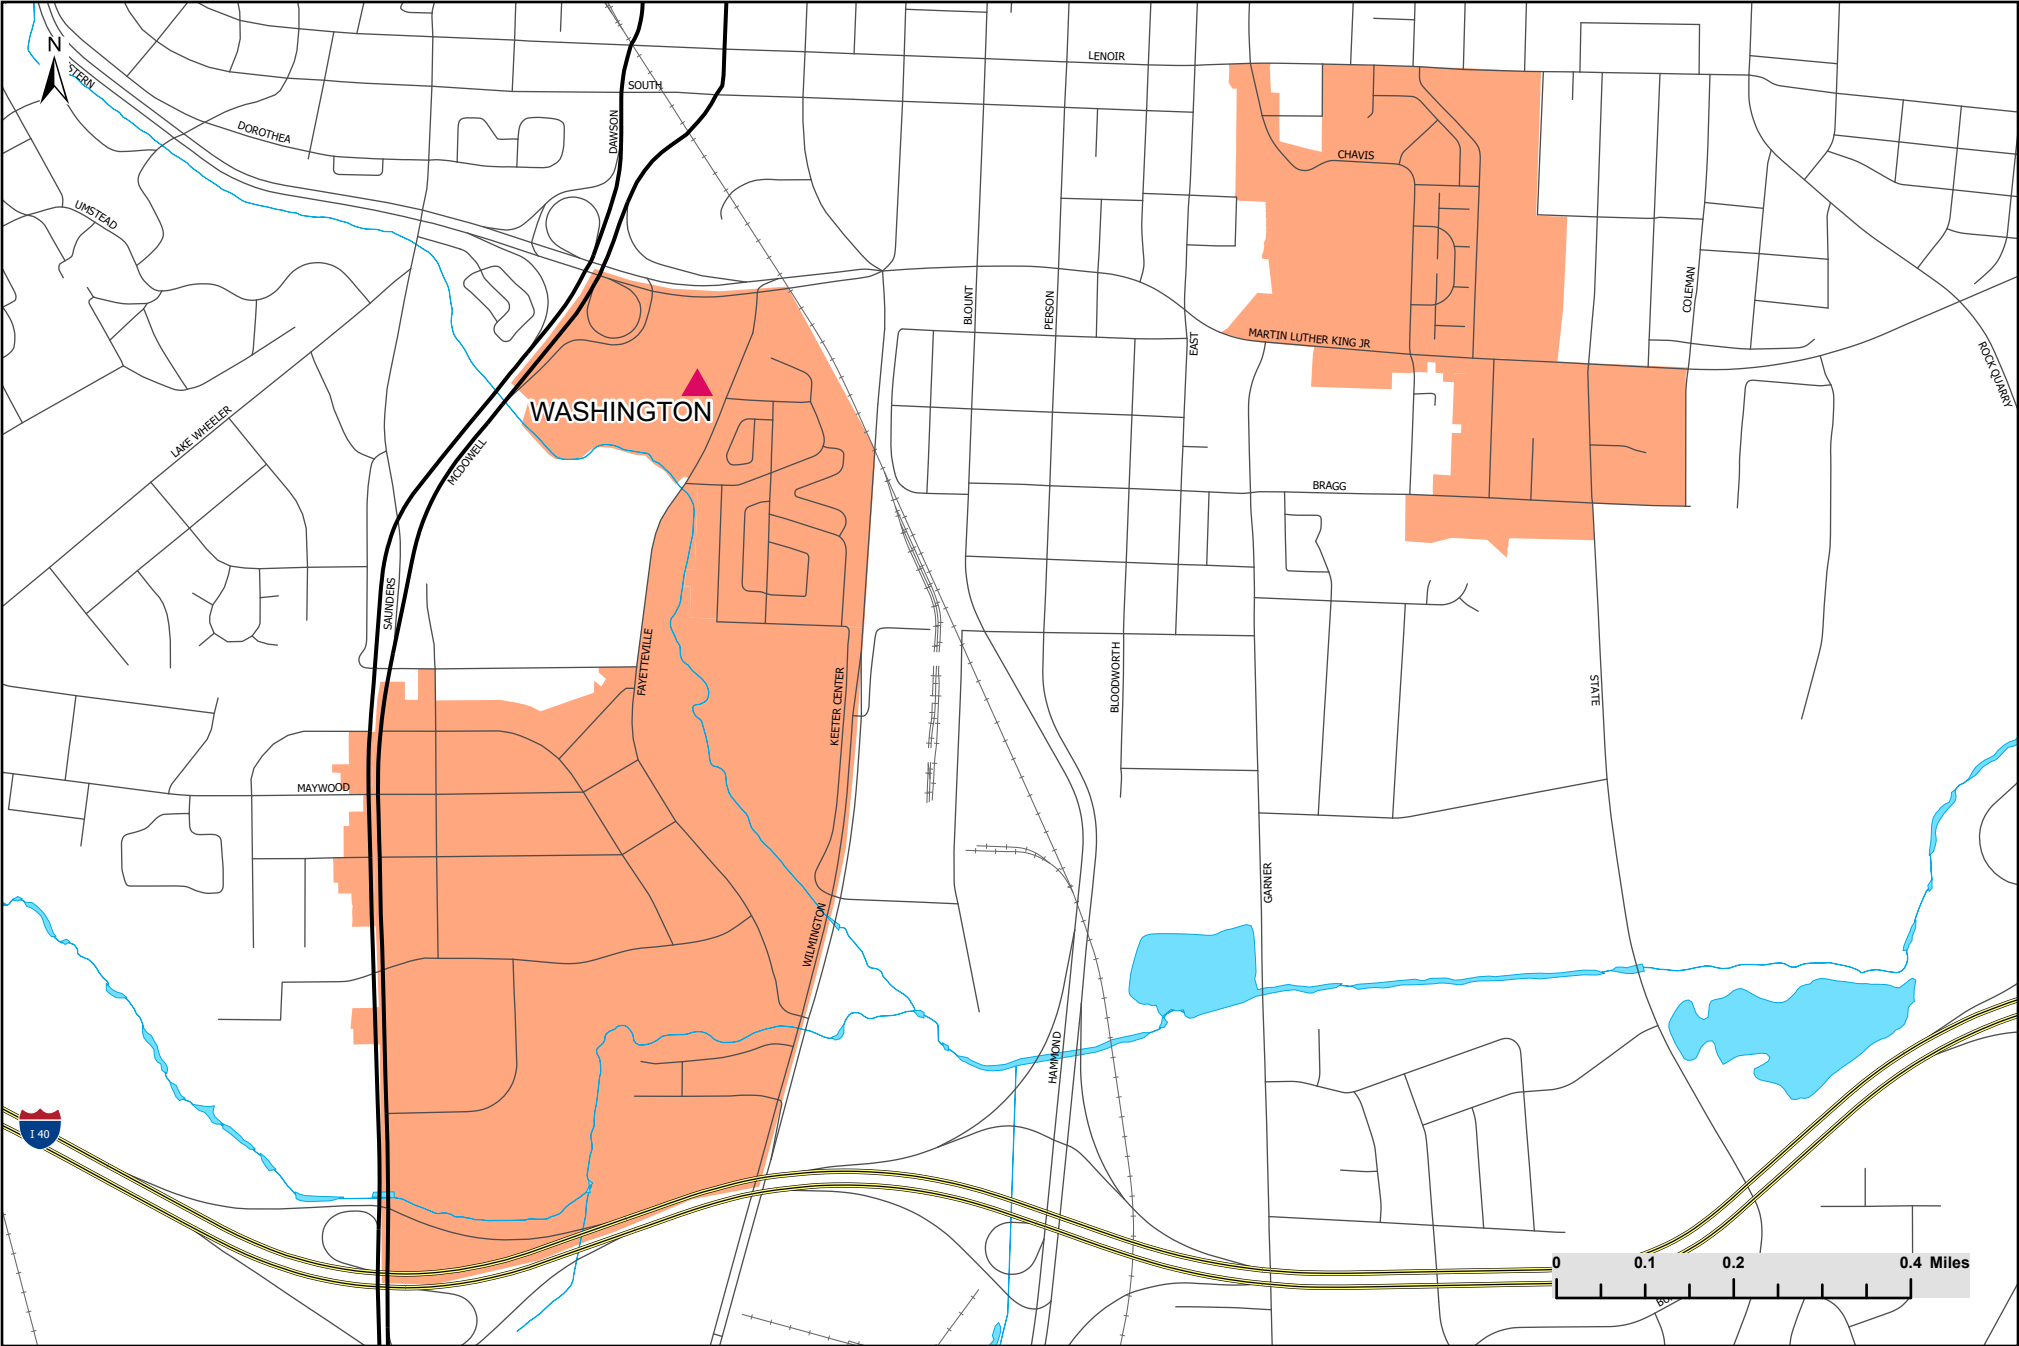 LENOIR
N
STERN
SOUTH
DOROTHEA
DAWSON
CHAVIS
UMSTEAD
COLEMAN
BLOUNT
PERSON
EAST
MARTIN LUTHER KING JR
ROCK QUARRY
WASHINGTON
LAKE WHEELER
MCDOWELL
BRAGG
SAUNDERS
FAYETTEVILLE
KEETER CENTER
BLOODWORTH
STATE
MAYWOOD
GARNER
WILMINGTON
HAMMOND
I 40
0 0.1 0.2 0.4 Miles